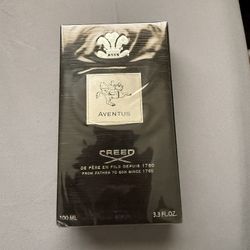 AVENTUS
CREED
DE PÈRE EN FILS DEPUIS 1760
FROM FATHER TO SON SINCE 1760
100 ML
3.3 FL.OZ.